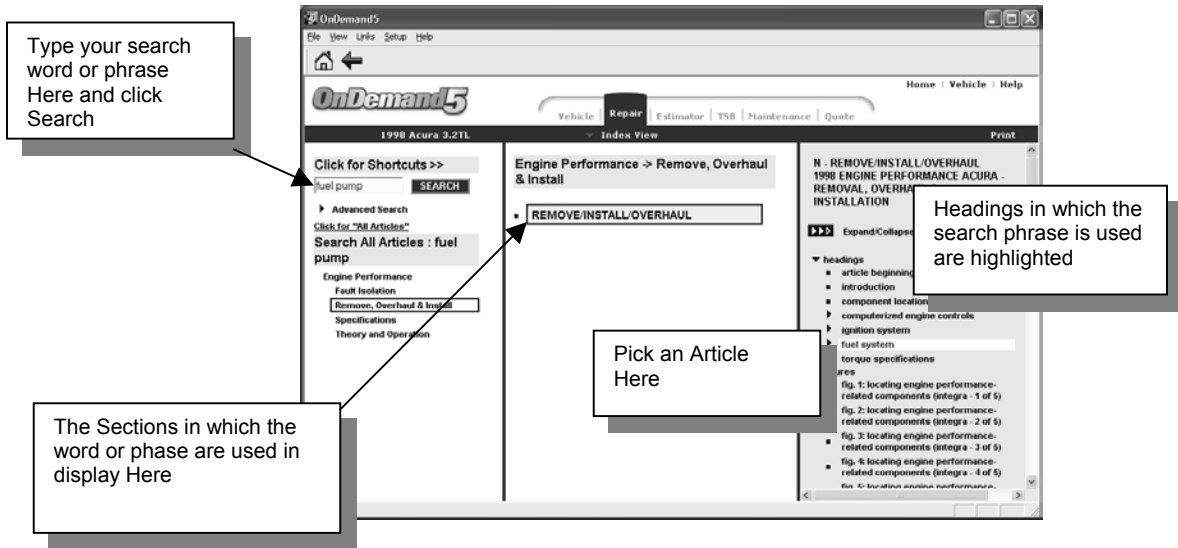 OnDemand5
File View Links Setup Help
Type your search
word or phrase
Here and click
Search
OnDemand5
Home | Vehicle | Help
Vehicle | Repair | Estimator | TSB | Maintenance | Quote
1998 Acura 3.2TL
Index View
Print
Click for Shortcuts >>
fuel pump
SEARCH
Advanced Search
Click for "All Articles"
Search All Articles : fuel
pump
Engine Performance
Fault Isolation
Remove, Overhaul & Install
Specifications
Theory and Operation
The Sections in which the
word or phase are used in
display Here
Engine Performance -> Remove, Overhaul
& Install
REMOVE/INSTALL/OVERHAUL
Pick an Article
Here
N - REMOVE/INSTALL/OVERHAUL
1998 ENGINE PERFORMANCE ACURA -
REMOVAL,
INSTALLATION
Headings in which the
search phrase is used
are highlighted
Expand/Collapse
headings
article beginning
introduction
component location
computerized engine controls
ignition system
fuel system
torque specifications
fig. 1: locating engine performance-
related components (integra - 1 of 5)
fig. 2: locating engine performance-
related components (integra - 2 of 5)
fig. 3: locating engine performance-
related components (integra - 3 of 5)
fig. 4: locating engine performance-
related components (integra - 4 of 5)
fig. 5: locating engine performance-